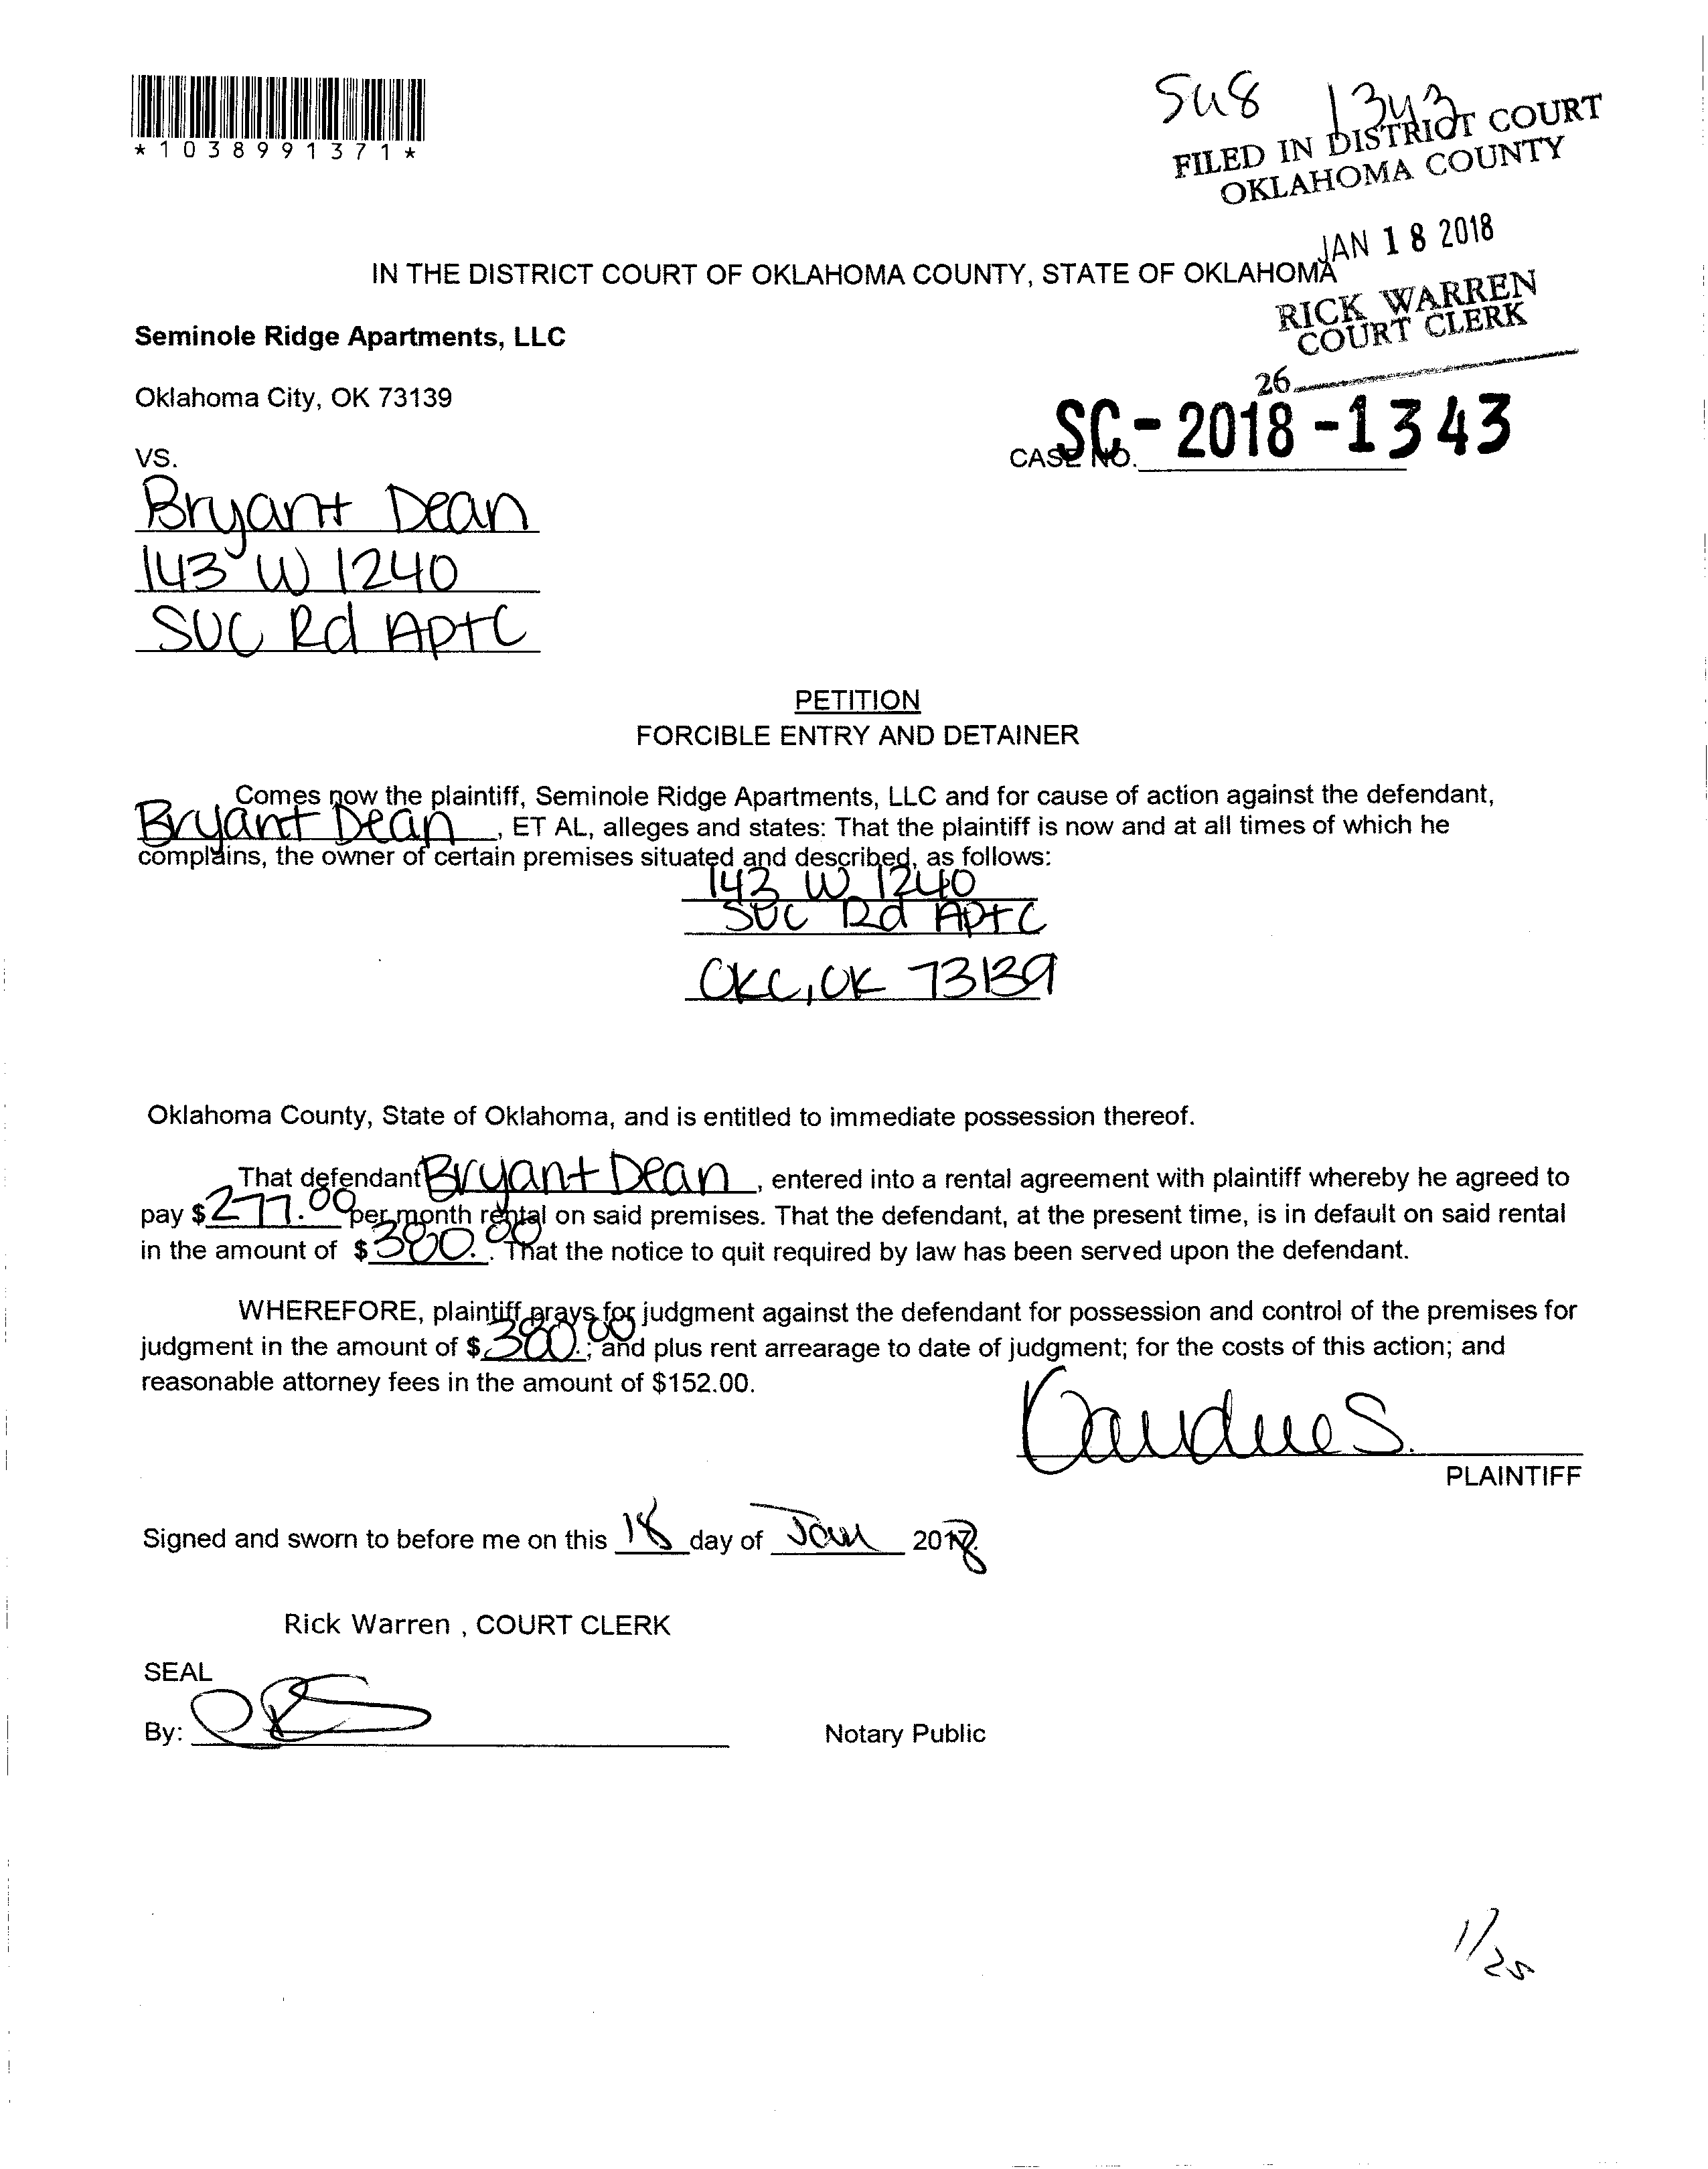 *1038991371*
1343
FILED IN DISTRICT COURT
OKLAHOMA COUNTY
JAN 18 2018
RICK WARREN
COURT CLERK
26
IN THE DISTRICT COURT OF OKLAHOMA COUNTY, STATE OF OKLAHOMA
Seminole Ridge Apartments, LLC
Oklahoma City, OK 73139
CASE NO. SC-2018-1343
VS.
Bryant Dean
143 W 1240
SVC Rd Apt C
PETITION
FORCIBLE ENTRY AND DETAINER
Comes now the plaintiff, Seminole Ridge Apartments, LLC and for cause of action against the defendant,
Bryant Dean, ET AL, alleges and states: That the plaintiff is now and at all times of which he
complains, the owner of certain premises situated and described, as follows:
143 W 1240
SVC Rd Apt C
OKC, OK 73139
Oklahoma County, State of Oklahoma, and is entitled to immediate possession thereof.
That defendant Bryant Dean, entered into a rental agreement with plaintiff whereby he agreed to
pay $277.00 per month rental on said premises. That the defendant, at the present time, is in default on said rental
in the amount of $380.00. That the notice to quit required by law has been served upon the defendant.
WHEREFORE, plaintiff prays for judgment against the defendant for possession and control of the premises for
judgment in the amount of $380.00.; and plus rent arrearage to date of judgment; for the costs of this action; and
reasonable attorney fees in the amount of $152.00.
PLAINTIFF
Signed and sworn to before me on this 18 day of Jan 2018.
Rick Warren , COURT CLERK
SEAL
By:
Notary Public
1/25